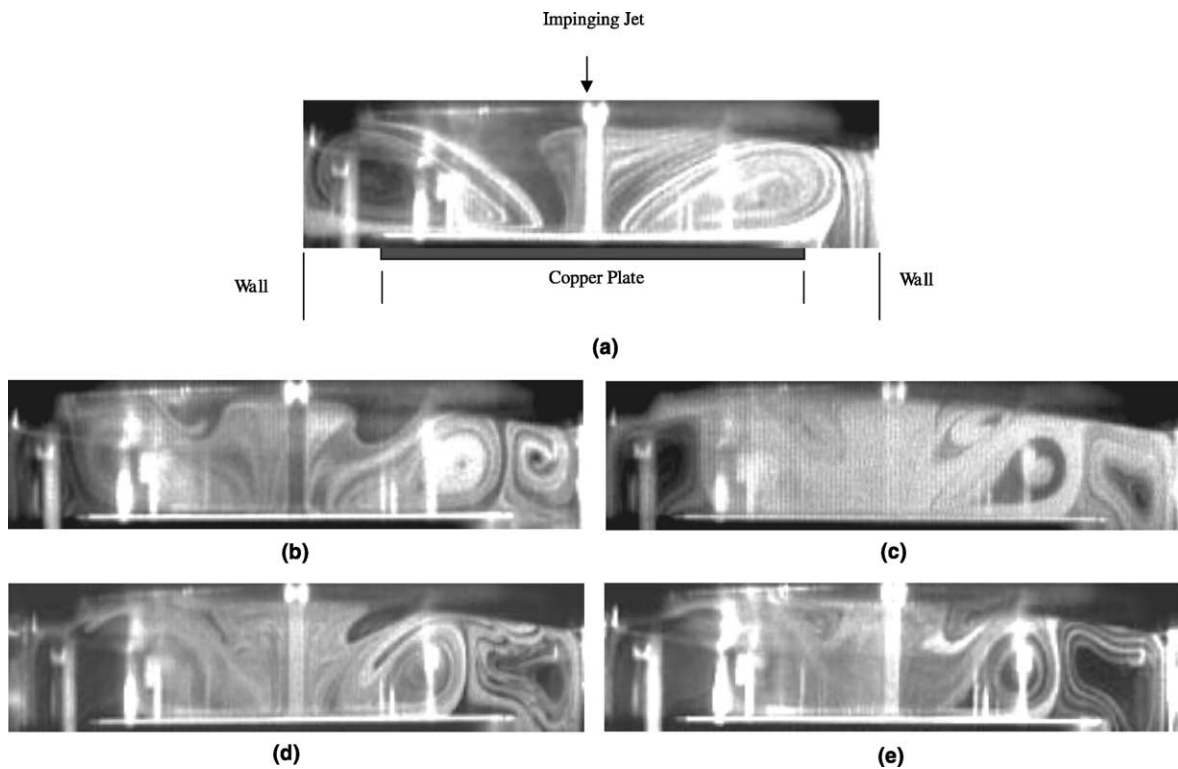 Impinging Jet
Wall
Copper Plate
Wall
(a)
(b)
(c)
(d)
(e)